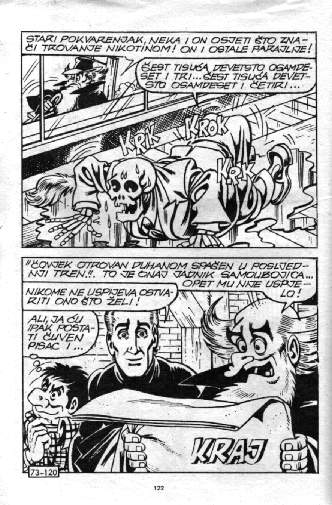 STARI POKVARENJAK, NEKA I ON OSJETI ŠTO ZNA-
ČI TROVANJE NIKOTINOM! ON I OSTALE BARABLJE!
ŠEST TISUĆA DEVETSTO OSAMDE-
SET I TRI... ŠEST TISUĆA DEVET-
STO OSAMDESET I ČETIRI...
KRK
KROK
KRK
"ČOVJEK OTROVAN DUHANOM SPAŠEN U POSLJED-
NJI TREN." TO JE ONAJ JADNIK SAMOUBOJICA...
OPET MU NIJE USPJE-
LO!
NIKOME NE USPIJEVA OSTVA-
RITI ONO ŠTO ŽELI!
ALI, JA ĆU
IPAK POSTA-
TI ČUVEN
PISAC I...
KRAJ
73-120
122